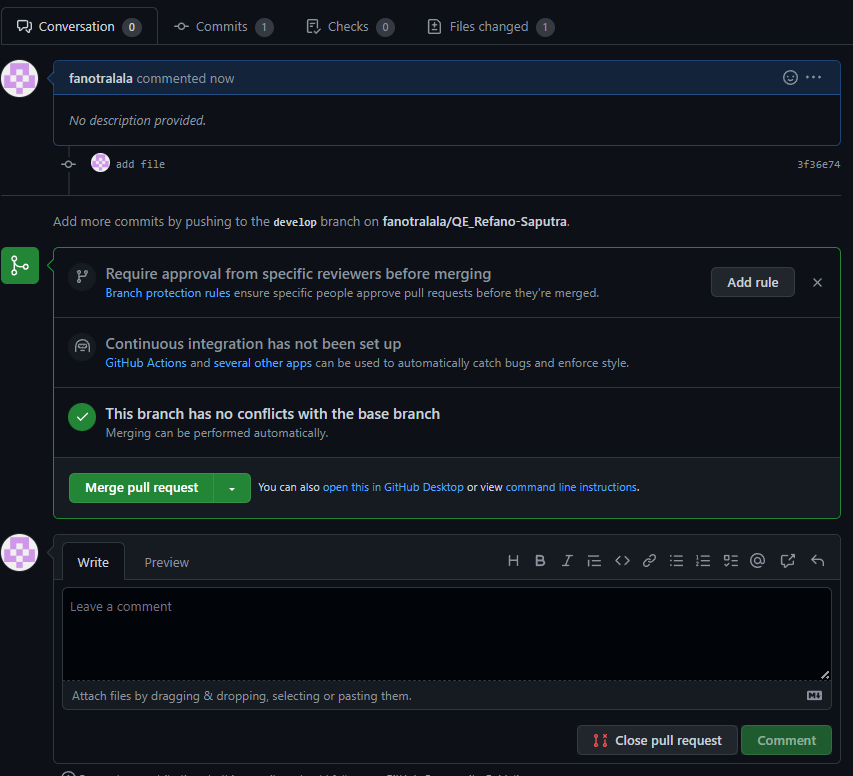 Conversation 0 Commits 1 Checks 0 Files changed 1
fanotralala commented now
No description provided.
add file 3f36e74
Add more commits by pushing to the develop branch on fanotralala/QE_Refano-Saputra.
Require approval from specific reviewers before merging
Branch protection rules ensure specific people approve pull requests before they're merged.
Add rule
Continuous integration has not been set up
GitHub Actions and several other apps can be used to automatically catch bugs and enforce style.
This branch has no conflicts with the base branch
Merging can be performed automatically.
Merge pull request You can also open this in GitHub Desktop or view command line instructions.
Write Preview
Leave a comment
Attach files by dragging & dropping, selecting or pasting them.
Close pull request Comment